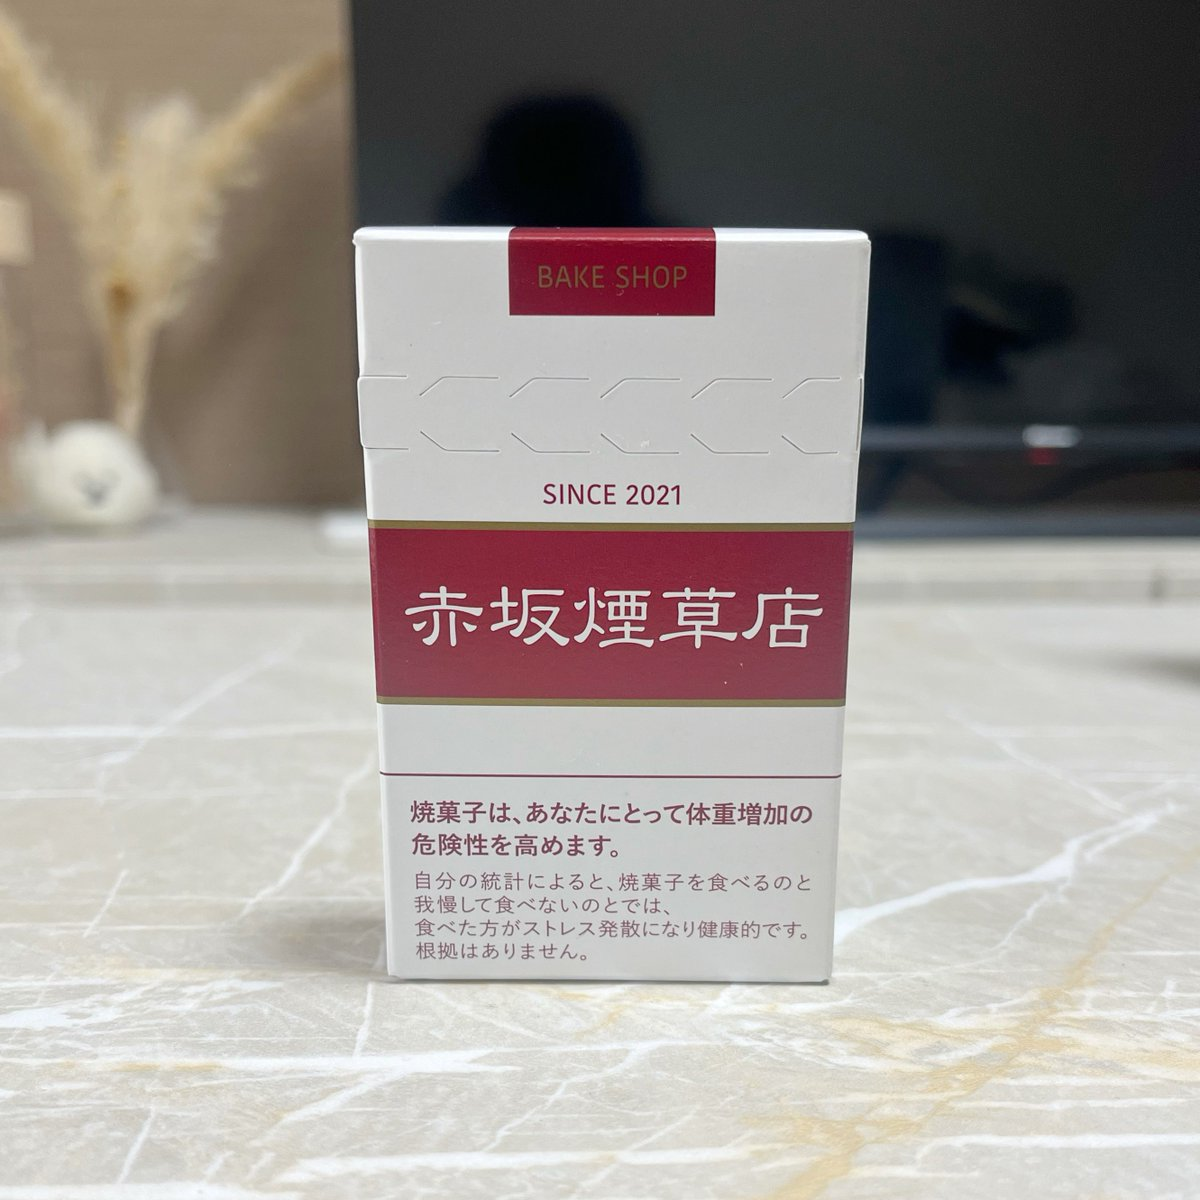 BAKE SHOP
SINCE 2021
赤坂煙草店
焼菓子は、あなたにとって体重増加の
危険性を高めます。
自分の統計によると、焼菓子を食べるのと
我慢して食べないのとでは、
食べた方がストレス発散になり健康的です。
根拠はありません。